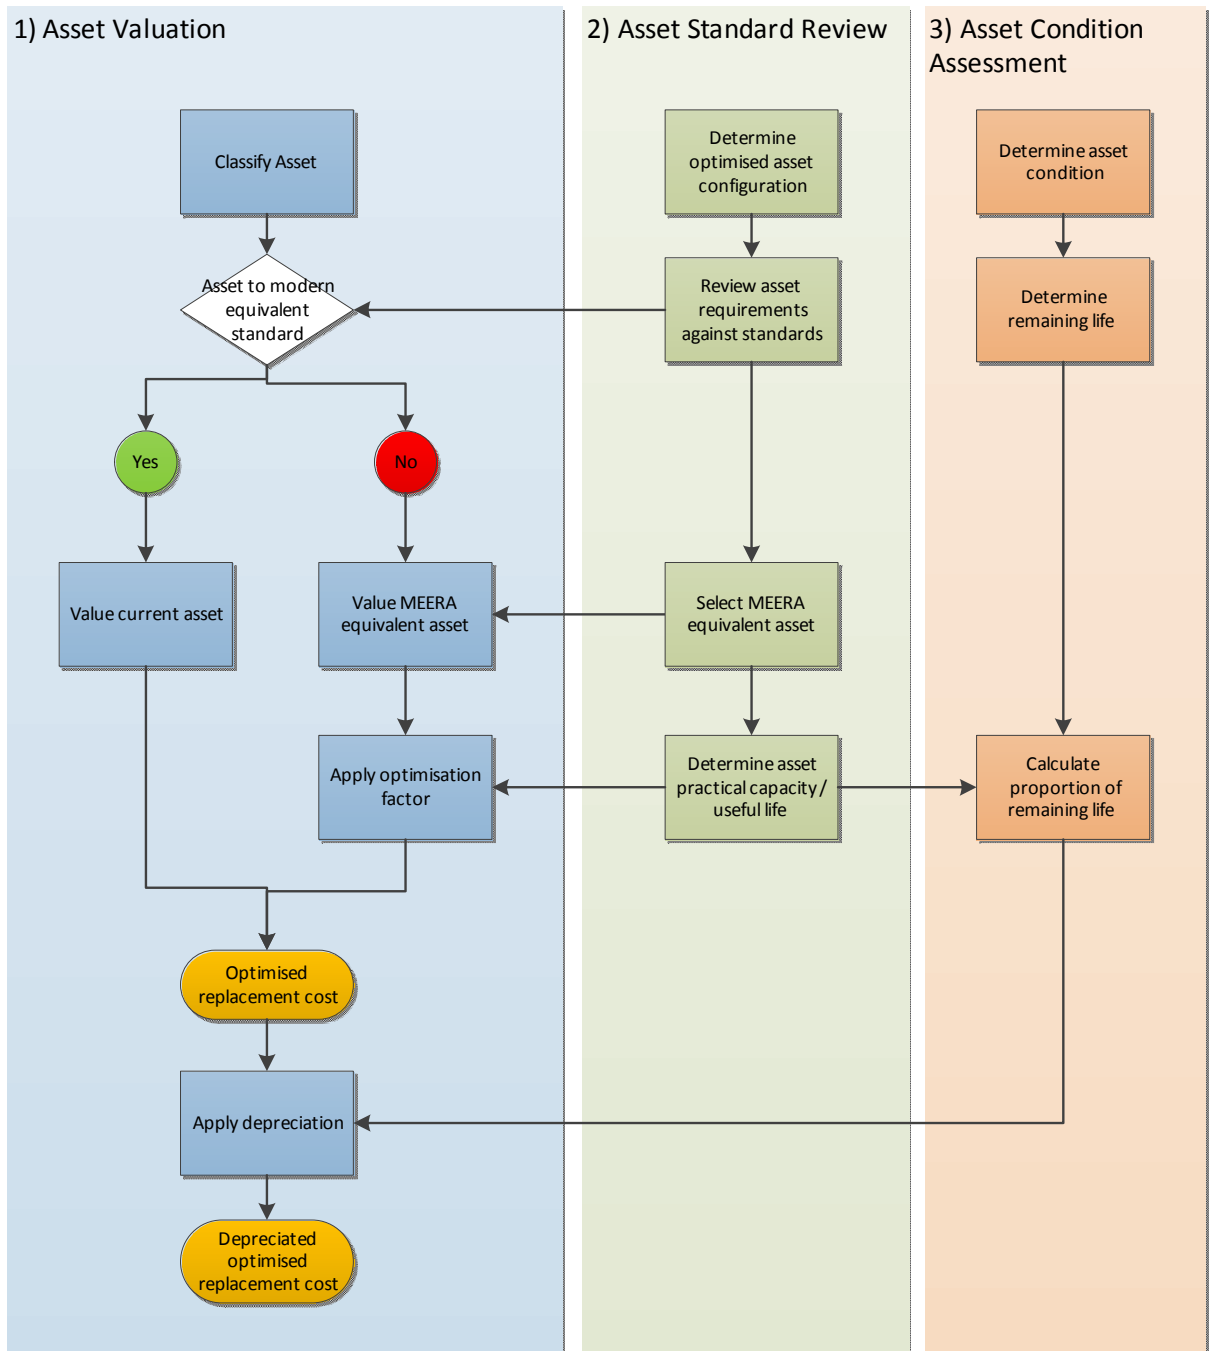 1) Asset Valuation
Classify Asset
Asset to modern
equivalent
standard
Yes
No
Value current asset
Value MEERA
equivalent asset
Apply optimisation
factor
Optimised
replacement cost
Apply depreciation
Depreciated
optimised
replacement cost
2) Asset Standard Review
Determine
optimised asset
configuration
Review asset
requirements
against standards
Select MEERA
equivalent asset
Determine asset
practical capacity /
useful life
3) Asset Condition
Assessment
Determine asset
condition
Determine
remaining life
Calculate
proportion of
remaining life